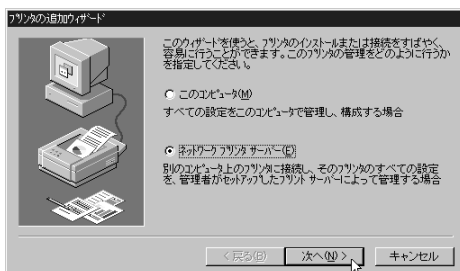 プリンタの追加ウィザード
このウィザードを使うと、プリンタのインストールまたは接続をすばやく、
容易に行うことができます。このプリンタの管理をどのように行うか
を指定してください。
このコンピュータ(M)
すべての設定をこのコンピュータで管理し、構成する場合
ネットワーク プリンタ サーバー(E)
別のコンピュータ上のプリンタに接続し、そのプリンタのすべての設定
を、管理者がセットアップしたプリント サーバーによって管理する場合
< 戻る(B)
次へ(N) >
キャンセル